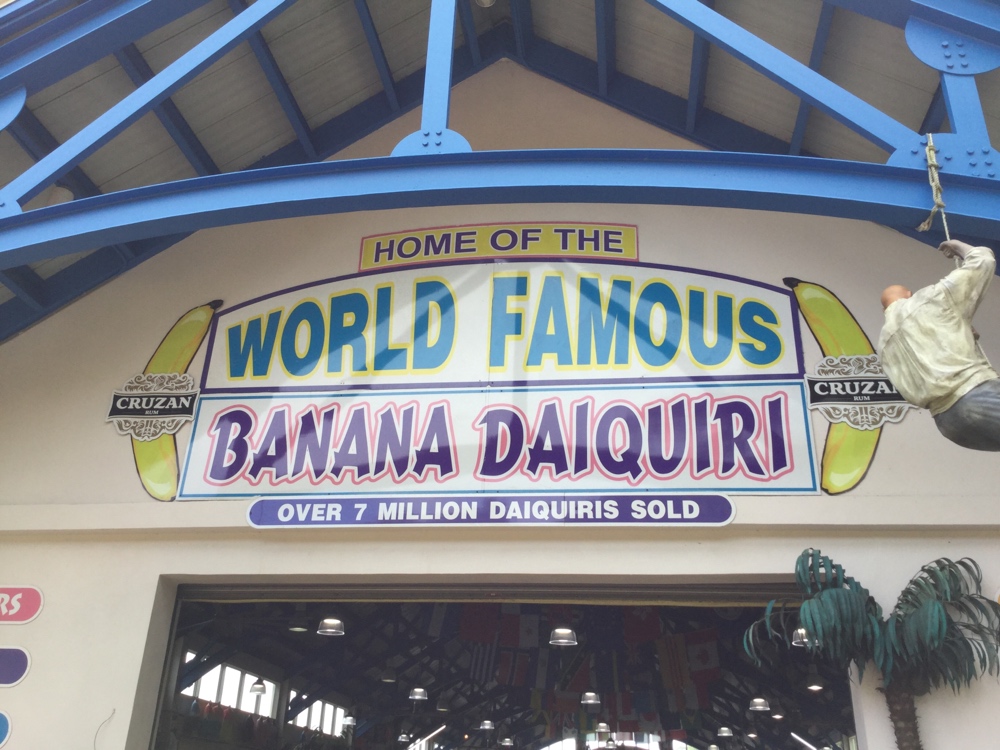 HOME OF THE
WORLD FAMOUS
BANANA DAIQUIRI
CRUZAN
RUM
CRUZAN
RUM
OVER 7 MILLION DAIQUIRIS SOLD